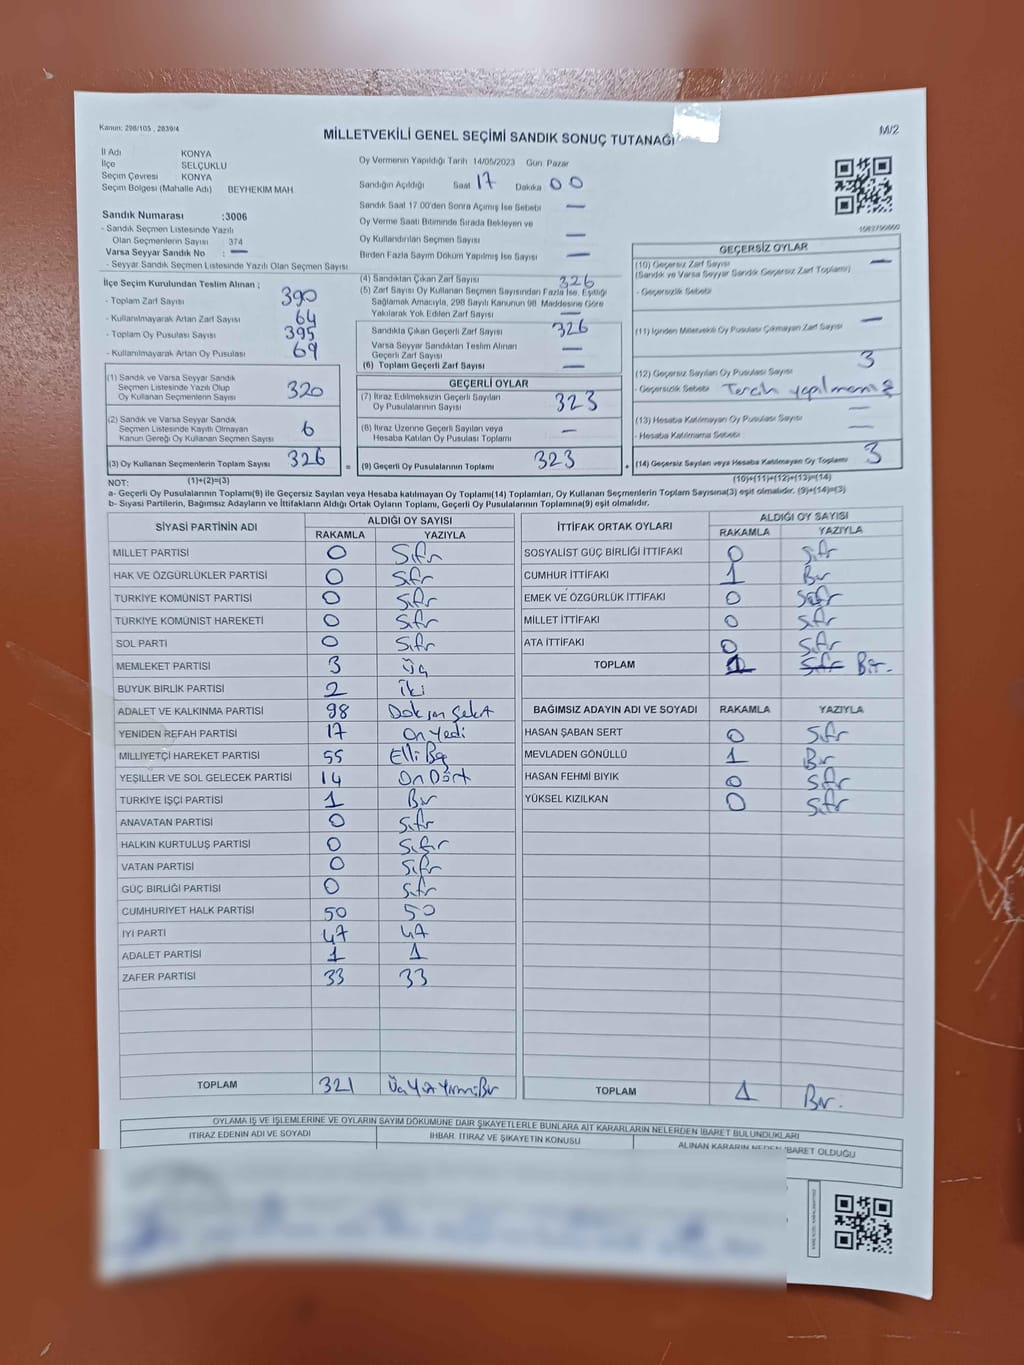 Kanun: 298/105 , 2839/4
MİLLETVEKİLİ GENEL SEÇİMİ SANDIK SONUÇ TUTANAĞI
M/2
İl Adı KONYA
İlçe SELÇUKLU
Seçim Çevresi KONYA
Seçim Bölgesi (Mahalle Adı) BEYHEKIM MAH
Sandık Numarası :3006
- Sandık Seçmen Listesinde Yazılı
Olan Seçmenlerin Sayısı 374
Varsa Seyyar Sandık No : —
- Seyyar Sandık Seçmen Listesinde Yazılı Olan Seçmen Sayısı
İlçe Seçim Kurulundan Teslim Alınan ;
- Toplam Zarf Sayısı 390
- Kullanılmayarak Artan Zarf Sayısı 64
- Toplam Oy Pusulası Sayısı 395
- Kullanılmayarak Artan Oy Pusulası 69
(1) Sandık ve Varsa Seyyar Sandık
Seçmen Listesinde Yazılı Olup
Oy Kullanan Seçmenlerin Sayısı 320
(2) Sandık ve Varsa Seyyar Sandık
Seçmen Listesinde Kayıtlı Olmayan
Kanun Gereği Oy Kullanan Seçmen Sayısı 6
(3) Oy Kullanan Seçmenlerin Toplam Sayısı 326
(1)+(2)=(3)
Oy Vermenin Yapıldığı Tarih 14/05/2023 Gün Pazar
Sandığın Açıldığı Saat 17 Dakika 00
Sandık Saat 17.00'den Sonra Açılmış İse Sebebi —
Oy Verme Saati Bitiminde Sırada Bekleyen ve
Oy Kullandırılan Seçmen Sayısı —
Birden Fazla Sayım Döküm Yapılmış İse Sayısı —
(4) Sandıktan Çıkan Zarf Sayısı 326
(5) Zarf Sayısı Oy Kullanan Seçmen Sayısından Fazla İse, Eşitliği
Sağlamak Amacıyla, 298 Sayılı Kanunun 98. Maddesine Göre
Yakılarak Yok Edilen Zarf Sayısı —
Sandıkta Çıkan Geçerli Zarf Sayısı 326
Varsa Seyyar Sandıktan Teslim Alınan
Geçerli Zarf Sayısı —
(6) Toplam Geçerli Zarf Sayısı —
GEÇERLİ OYLAR
(7) İtiraz Edilmeksizin Geçerli Sayılan
Oy Pusulalarının Sayısı 323
(8) İtiraz Üzerine Geçerli Sayılan veya
Hesaba Katılan Oy Pusulası Toplamı —
= (9) Geçerli Oy Pusulalarının Toplamı 323 +
GEÇERSİZ OYLAR
(10) Geçersiz Zarf Sayısı —
(Sandık ve Varsa Seyyar Sandık Geçersiz Zarf Toplamı)
- Geçersizlik Sebebi
(11) İçinden Milletvekili Oy Pusulası Çıkmayan Zarf Sayısı —
(12) Geçersiz Sayılan Oy Pusulası Sayısı 3
- Geçersizlik Sebebi Tercih yapılmamış
(13) Hesaba Katılmayan Oy Pusulası Sayısı —
- Hesaba Katılmama Sebebi —
(14) Geçersiz Sayılan veya Hesaba Katılmayan Oy Toplamı 3
(10)+(11)+(12)+(13)=(14)
NOT:
a- Geçerli Oy Pusulalarının Toplamı(9) ile Geçersiz Sayılan veya Hesaba katılmayan Oy Toplamı(14) Toplamları, Oy Kullanan Seçmenlerin Toplam Sayısına(3) eşit olmalıdır. (9)+(14)=(3)
b- Siyasi Partilerin, Bağımsız Adayların ve İttifakların Aldığı Ortak Oyların Toplamı, Geçerli Oy Pusulalarının Toplamına(9) eşit olmalıdır.
SİYASİ PARTİNİN ADI ALDIĞI OY SAYISI
RAKAMLA YAZIYLA
MİLLET PARTİSİ 0 Sıfır
HAK VE ÖZGÜRLÜKLER PARTİSİ 0 Sıfır
TÜRKİYE KOMÜNİST PARTİSİ 0 Sıfır
TÜRKİYE KOMÜNİST HAREKETİ 0 Sıfır
SOL PARTİ 0 Sıfır
MEMLEKET PARTİSİ 3 Üç
BÜYÜK BİRLİK PARTİSİ 2 İki
ADALET VE KALKINMA PARTİSİ 98 Doksan Sekiz
YENİDEN REFAH PARTİSİ 17 On Yedi
MİLLİYETÇİ HAREKET PARTİSİ 55 Elli Beş
YEŞİLLER VE SOL GELECEK PARTİSİ 14 On Dört
TÜRKİYE İŞÇİ PARTİSİ 1 Bir
ANAVATAN PARTİSİ 0 Sıfır
HALKIN KURTULUŞ PARTİSİ 0 Sıfır
VATAN PARTİSİ 0 Sıfır
GÜÇ BİRLİĞİ PARTİSİ 0 Sıfır
CUMHURİYET HALK PARTİSİ 50 50
İYİ PARTİ 47 47
ADALET PARTİSİ 1 1
ZAFER PARTİSİ 33 33
TOPLAM 321 Üç Yüz Yirmi Bir
İTTİFAK ORTAK OYLARI ALDIĞI OY SAYISI
RAKAMLA YAZIYLA
SOSYALİST GÜÇ BİRLİĞİ İTTİFAKI 0 Sıfır
CUMHUR İTTİFAKI 1 Bir
EMEK VE ÖZGÜRLÜK İTTİFAKI 0 Sıfır
MİLLET İTTİFAKI 0 Sıfır
ATA İTTİFAKI 0 Sıfır
TOPLAM 1 Sıfır Bir.
BAĞIMSIZ ADAYIN ADI VE SOYADI RAKAMLA YAZIYLA
HASAN ŞABAN SERT 0 Sıfır
MEVLADEN GÖNÜLLÜ 1 Bir
HASAN FEHMİ BIYIK 0 Sıfır
YÜKSEL KIZILKAN 0 Sıfır
TOPLAM 1 Bir.
OYLAMA İŞ VE İŞLEMLERİNE VE OYLARIN SAYIM DÖKÜMÜNE DAİR ŞİKAYETLERLE BUNLARA AİT KARARLARIN NELERDEN İBARET BULUNDUKLARI
İTİRAZ EDENİN ADI VE SOYADI İHBAR, İTİRAZ VE ŞİKAYETİN KONUSU ALINAN KARARIN NEDEN İBARET OLDUĞU